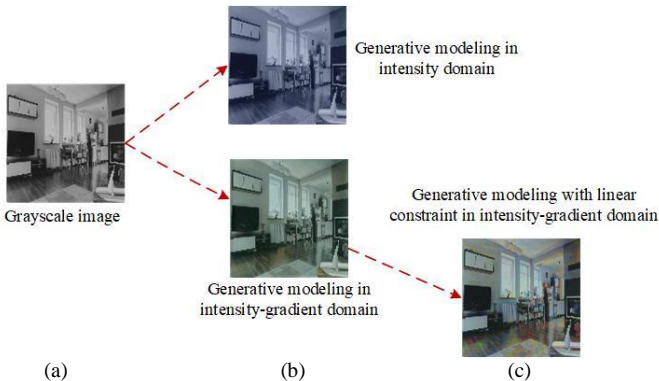 Generative modeling in
intensity domain
Grayscale image
Generative modeling in
intensity-gradient domain
Generative modeling with linear
constraint in intensity-gradient domain
(a)
(b)
(c)